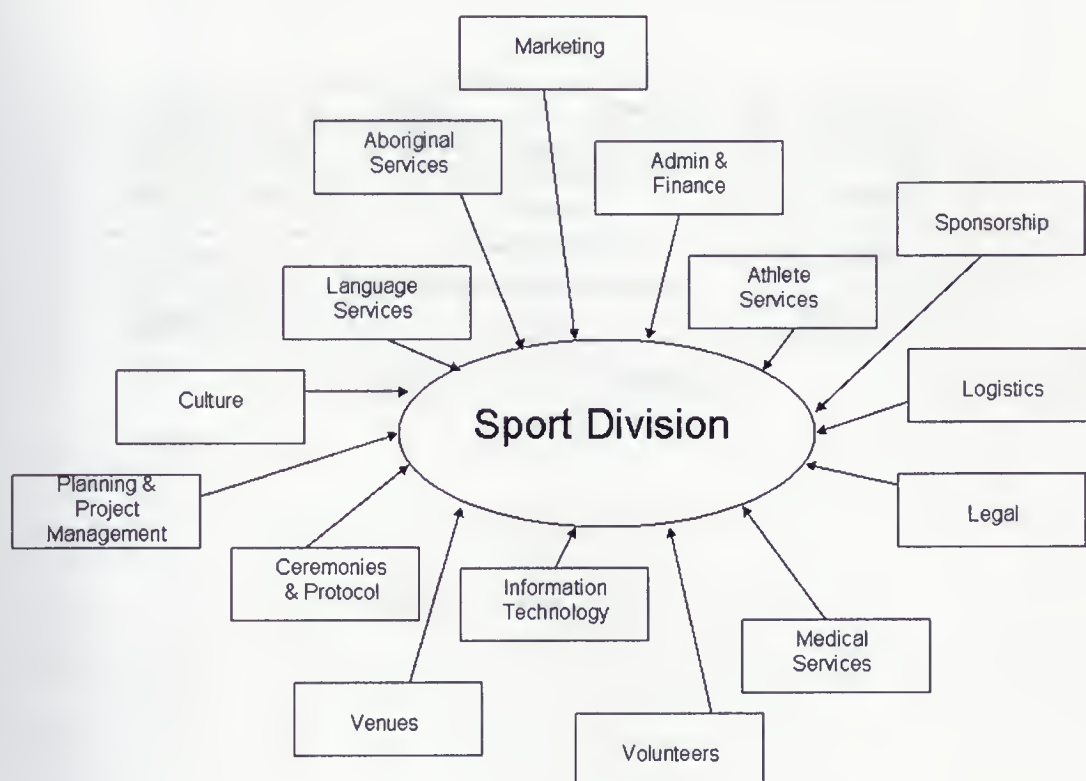 Marketing
Aboriginal
Services
Admin &
Finance
Sponsorship
Language
Services
Athlete
Services
Culture
Logistics
Sport Division
Planning &
Project
Management
Legal
Ceremonies
& Protocol
Information
Technology
Medical
Services
Venues
Volunteers